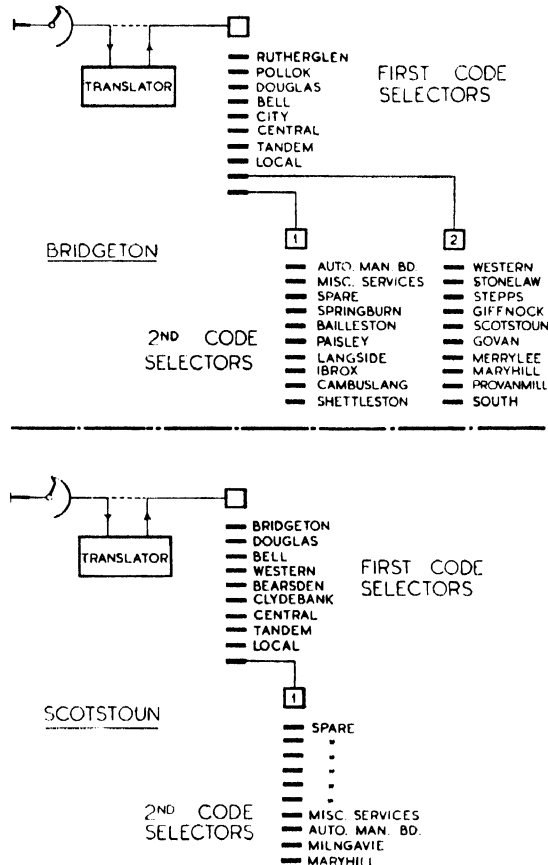 TRANSLATOR
RUTHERGLEN
POLLOK
DOUGLAS
BELL
CITY
CENTRAL
TANDEM
LOCAL
FIRST CODE
SELECTORS
BRIDGETON
1
2
2ND CODE
SELECTORS
AUTO. MAN. BD.
MISC. SERVICES
SPARE
SPRINGBURN
BAILLESTON
PAISLEY
LANGSIDE
IBROX
CAMBUSLANG
SHETTLESTON
WESTERN
STONELAW
STEPPS
GIFFNOCK
SCOTSTOUN
GOVAN
MERRYLEE
MARYHILL
PROVANMILL
SOUTH
TRANSLATOR
BRIDGETON
DOUGLAS
BELL
WESTERN
BEARSDEN
CLYDEBANK
CENTRAL
TANDEM
LOCAL
FIRST CODE
SELECTORS
SCOTSTOUN
1
2ND CODE
SELECTORS
SPARE
"
"
"
"
"
MISC. SERVICES
AUTO. MAN. BD.
MILNGAVIE
MARYHILL